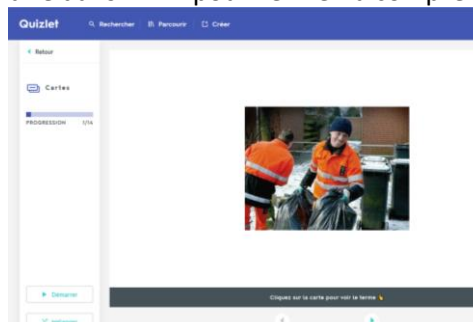 Quizlet
Rechercher
Parcourir
Créer
Retour
Cartes
PROGRESSION 1/16
Démarrer
Cliquez sur la carte pour voir le terme